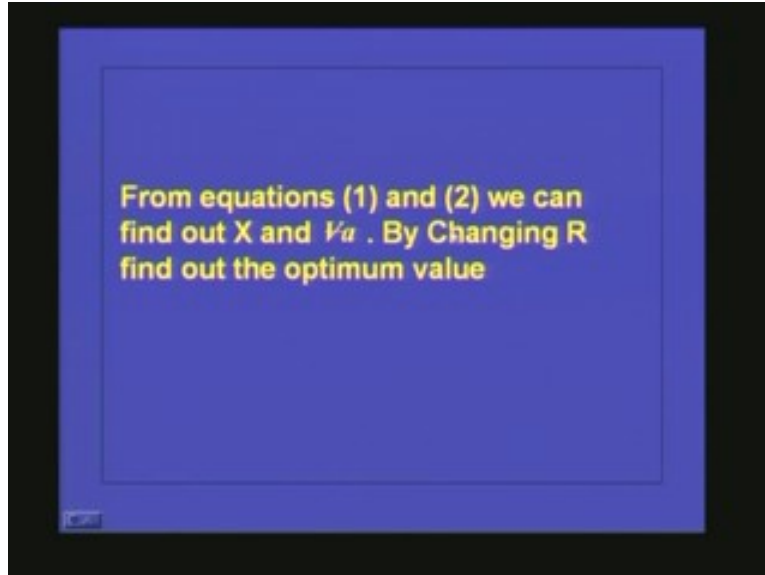 From equations (1) and (2) we can
find out X and Va . By Changing R
find out the optimum value